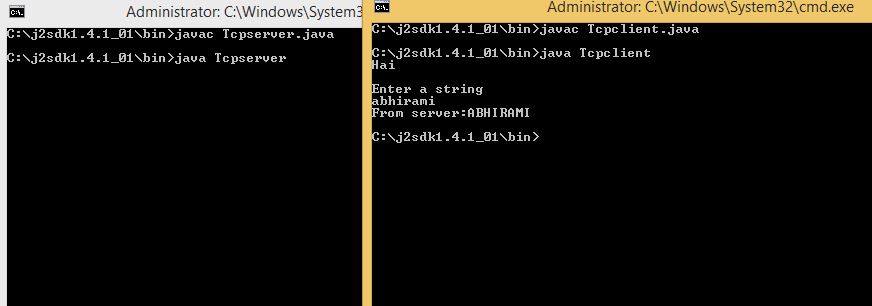 Administrator: C:\Windows\System3
C:\j2sdk1.4.1_01\bin>javac Tcpserver.java
C:\j2sdk1.4.1_01\bin>java Tcpserver
Administrator: C:\Windows\System32\cmd.exe
C:\j2sdk1.4.1_01\bin>javac Tcpclient.java
C:\j2sdk1.4.1_01\bin>java Tcpclient
Hai
Enter a string
abhirami
From server:ABHIRAMI
C:\j2sdk1.4.1_01\bin>